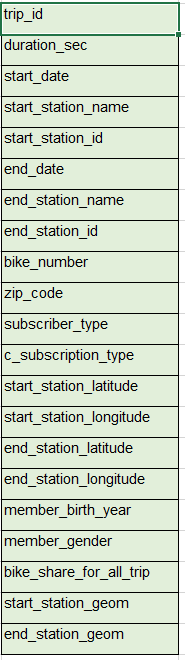 trip_id
duration_sec
start_date
start_station_name
start_station_id
end_date
end_station_name
end_station_id
bike_number
zip_code
subscriber_type
c_subscription_type
start_station_latitude
start_station_longitude
end_station_latitude
end_station_longitude
member_birth_year
member_gender
bike_share_for_all_trip
start_station_geom
end_station_geom